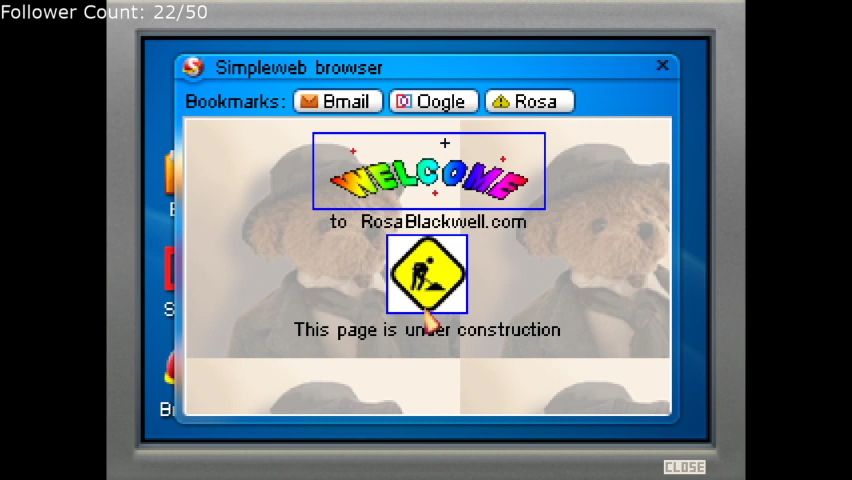 Follower Count: 22/50
Simpleweb browser
Bookmarks: Bmail Oogle Rosa
WELCOME
to RosaBlackwell.com
This page is under construction
CLOSE